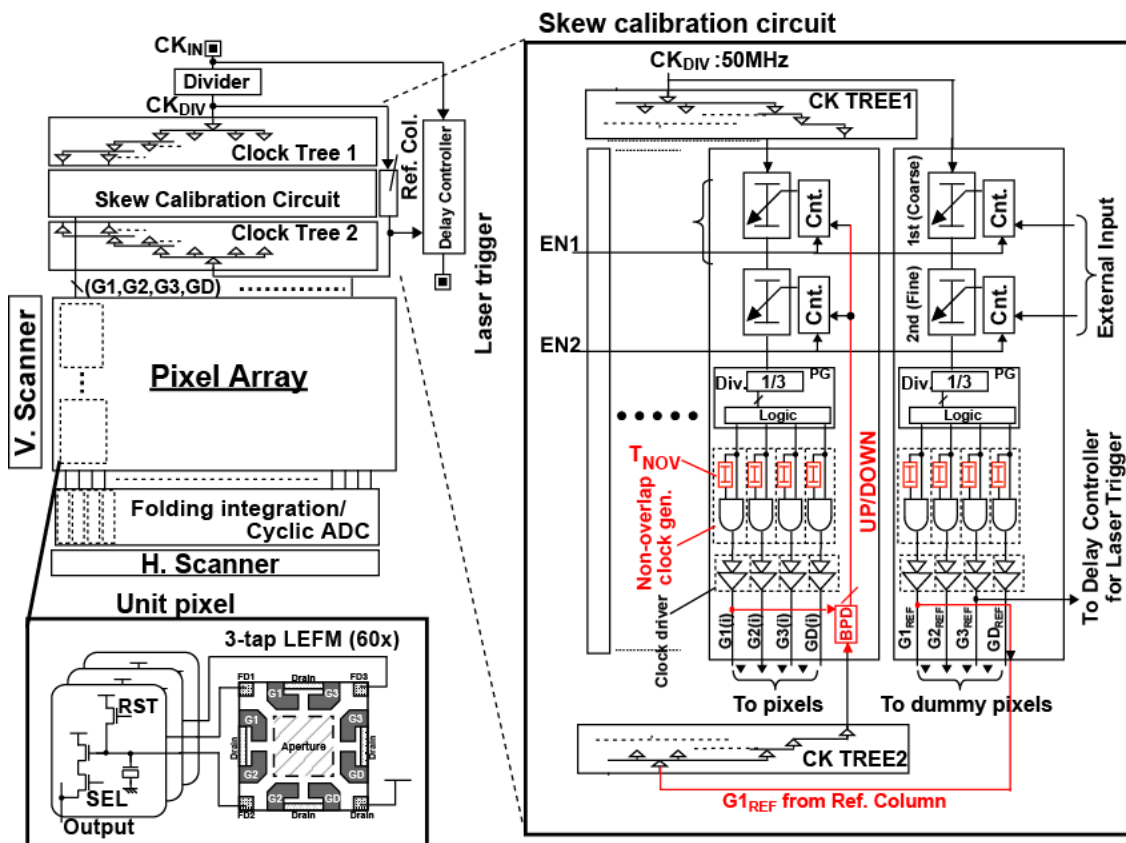 Skew calibration circuit
CK_IN
Divider
CK_DIV
Clock Tree 1
Skew Calibration Circuit
Ref. Col.
Delay Controller
Clock Tree 2
Laser trigger
(G1,G2,G3,GD)
V. Scanner
Pixel Array
Folding integration/
Cyclic ADC
H. Scanner
Unit pixel
3-tap LEFM (60x)
RST
SEL
Output
FD1
Drain
FD3
G1
G3
G1
G3
Drain
Aperture
Drain
G2
GD
G2
GD
FD2
Drain
Drain
CK_DIV :50MHz
CK TREE1
Cnt.
1st (Coarse)
Cnt.
EN1
Cnt.
2nd (Fine)
Cnt.
External Input
EN2
Div. 1/3 PG
Logic
Div. 1/3 PG
Logic
T_NOV
UP/DOWN
Non-overlap
clock gen.
Clock driver
G1(i)
G2(i)
G3(i)
GD(i)
BPD
G1_REF
G2_REF
G3_REF
GD_REF
To Delay Controller
for Laser Trigger
To pixels
To dummy pixels
CK TREE2
G1_REF from Ref. Column